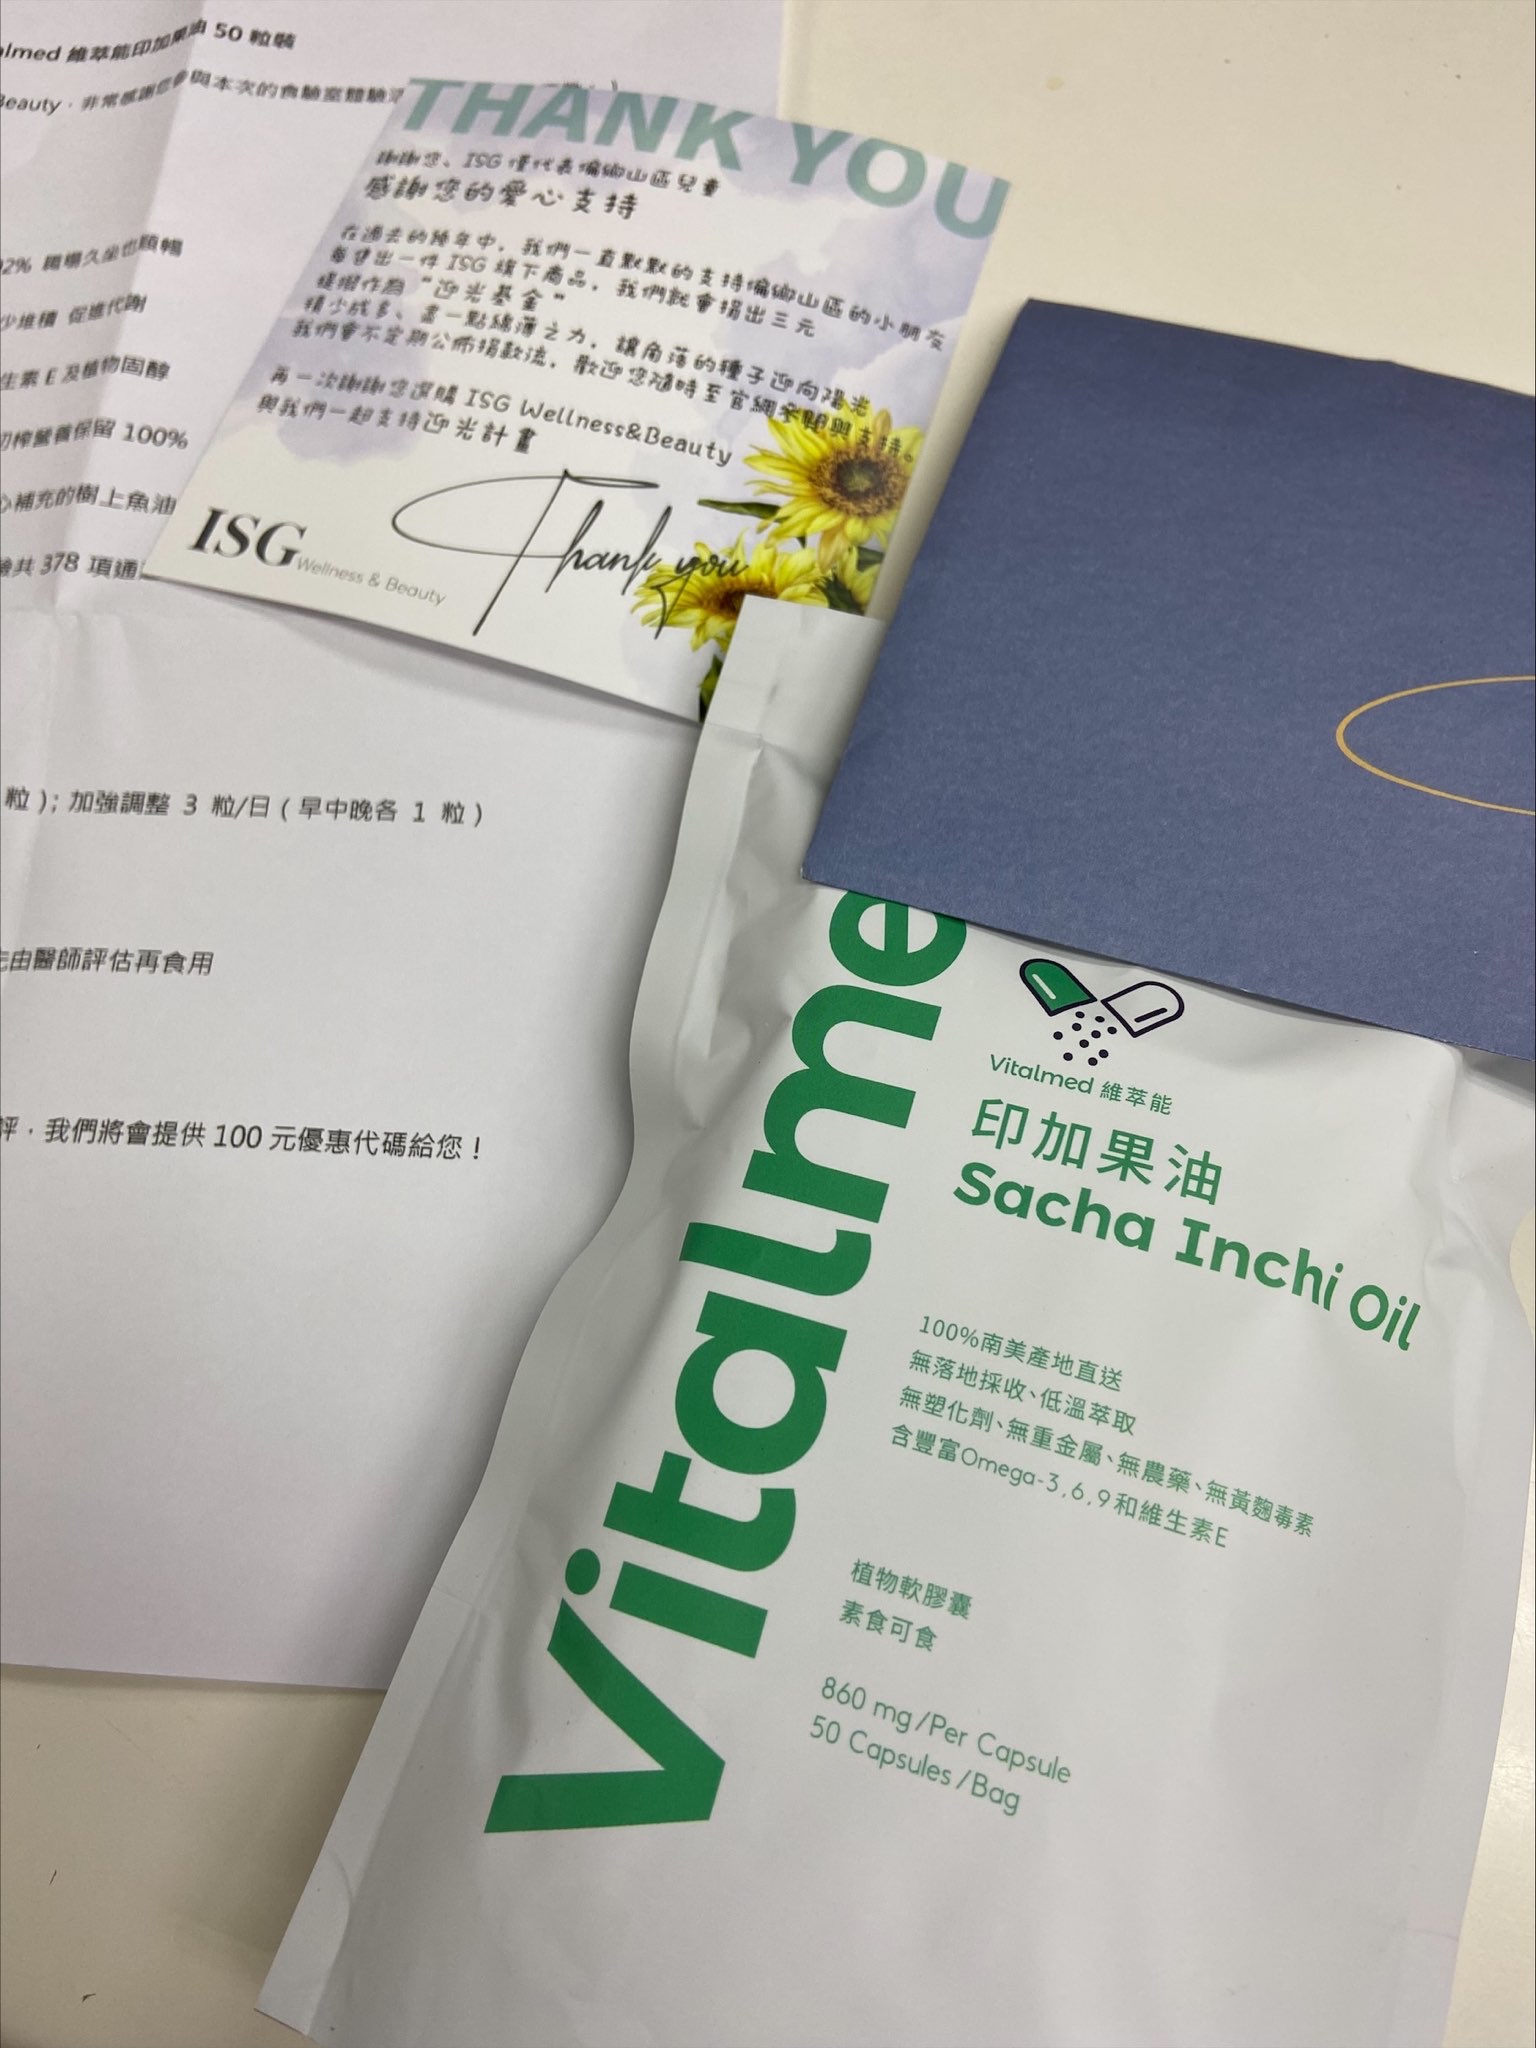 almed 維萃能印加果油 50 粒裝
Beauty，非常感謝您參與本次的食驗室體驗
92% 職場久坐也順暢
少堆積 促進代謝
生素 E 及植物固醇
初榨營養保留 100%
心補充的樹上魚油
驗共 378 項通
粒）; 加強調整 3 粒/日 ( 早中晚各 1 粒 )
先由醫師評估再食用
評，我們將會提供 100 元優惠代碼給您！
THANK YOU
謝謝您、ISG 僅代表偏鄉山區兒童
感謝您的愛心支持
在過去的幾年中，我們一直默默的支持偏鄉山區的小朋友
每售出一件 ISG 旗下商品，我們就會捐出三元
提撥作為 "迎光基金"
積少成多、盡一點綿薄之力，讓角落的種子迎向陽光
我們會不定期公佈捐款流，歡迎您隨時至官網參閱與支持。
再一次謝謝您選購 ISG Wellness&Beauty
與我們一起支持迎光計畫
Thank you
ISG Wellness & Beauty
Vitalme
Vitalmed 維萃能
印加果油
Sacha Inchi Oil
100%南美產地直送
無落地採收、低溫萃取
無塑化劑、無重金屬、無農藥、無黃麴毒素
含豐富Omega-3,6,9和維生素E
植物軟膠囊
素食可食
860 mg/Per Capsule
50 Capsules/Bag